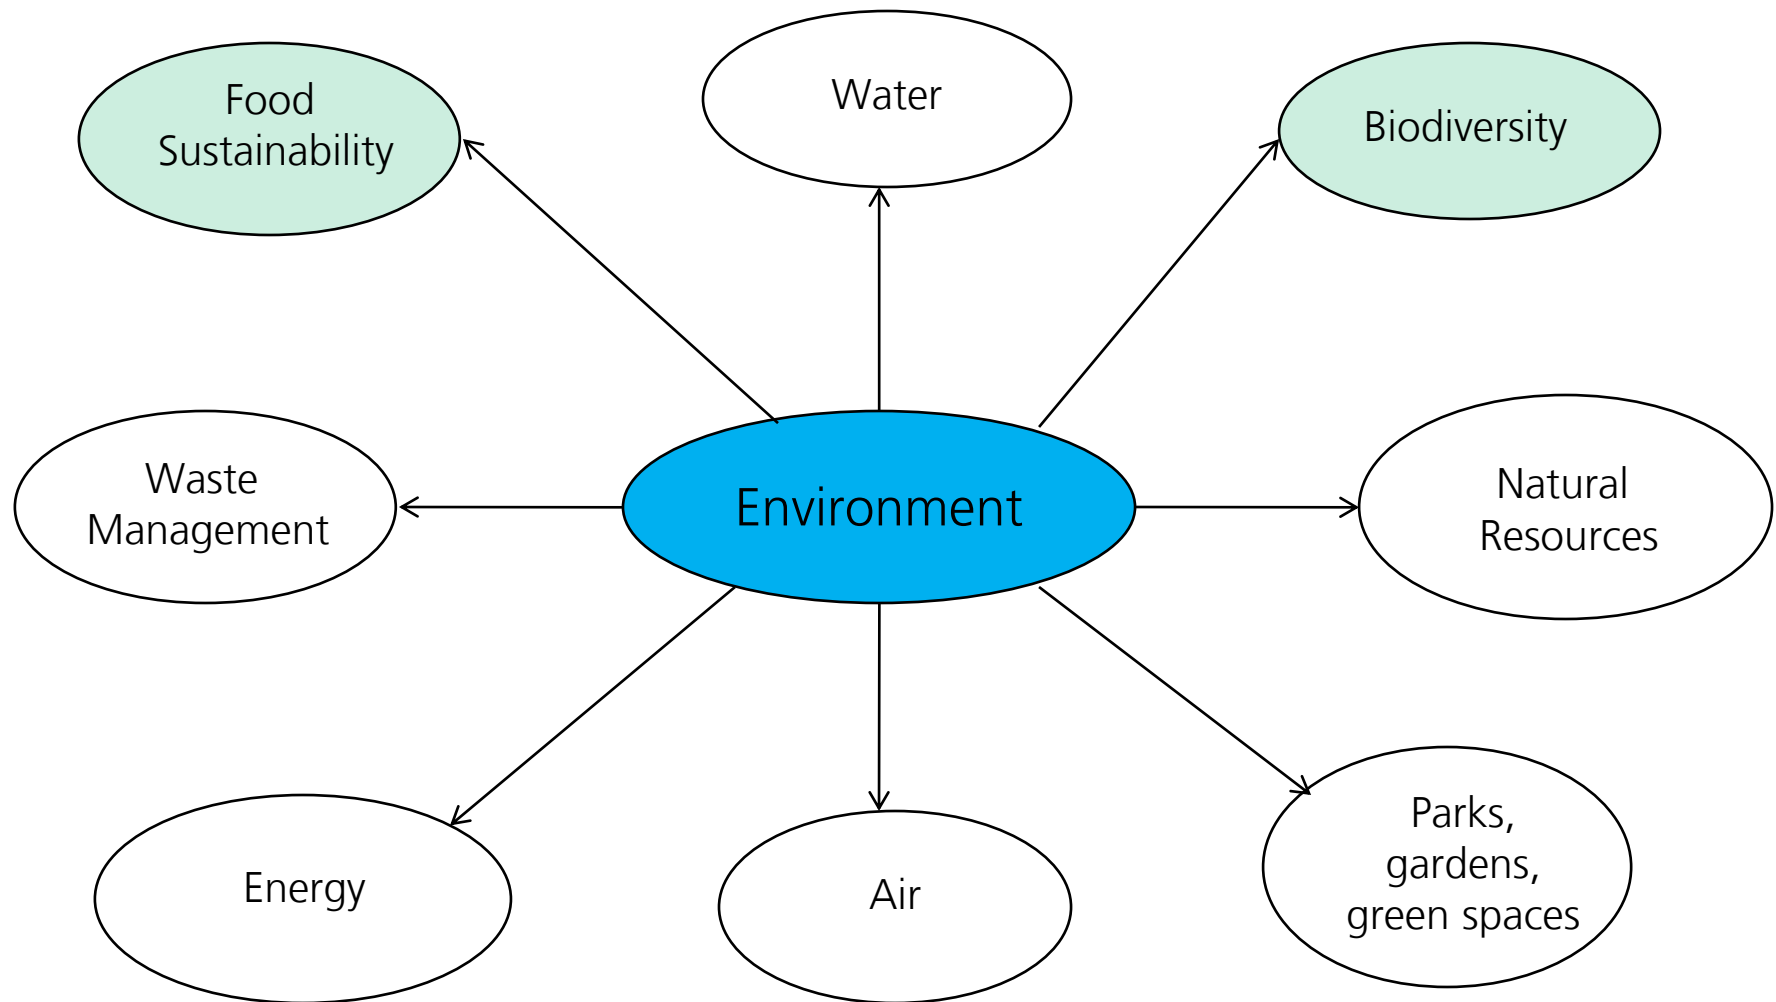 Food
Sustainability
Water
Biodiversity
Waste
Management
Environment
Natural
Resources
Energy
Air
Parks,
gardens,
green spaces